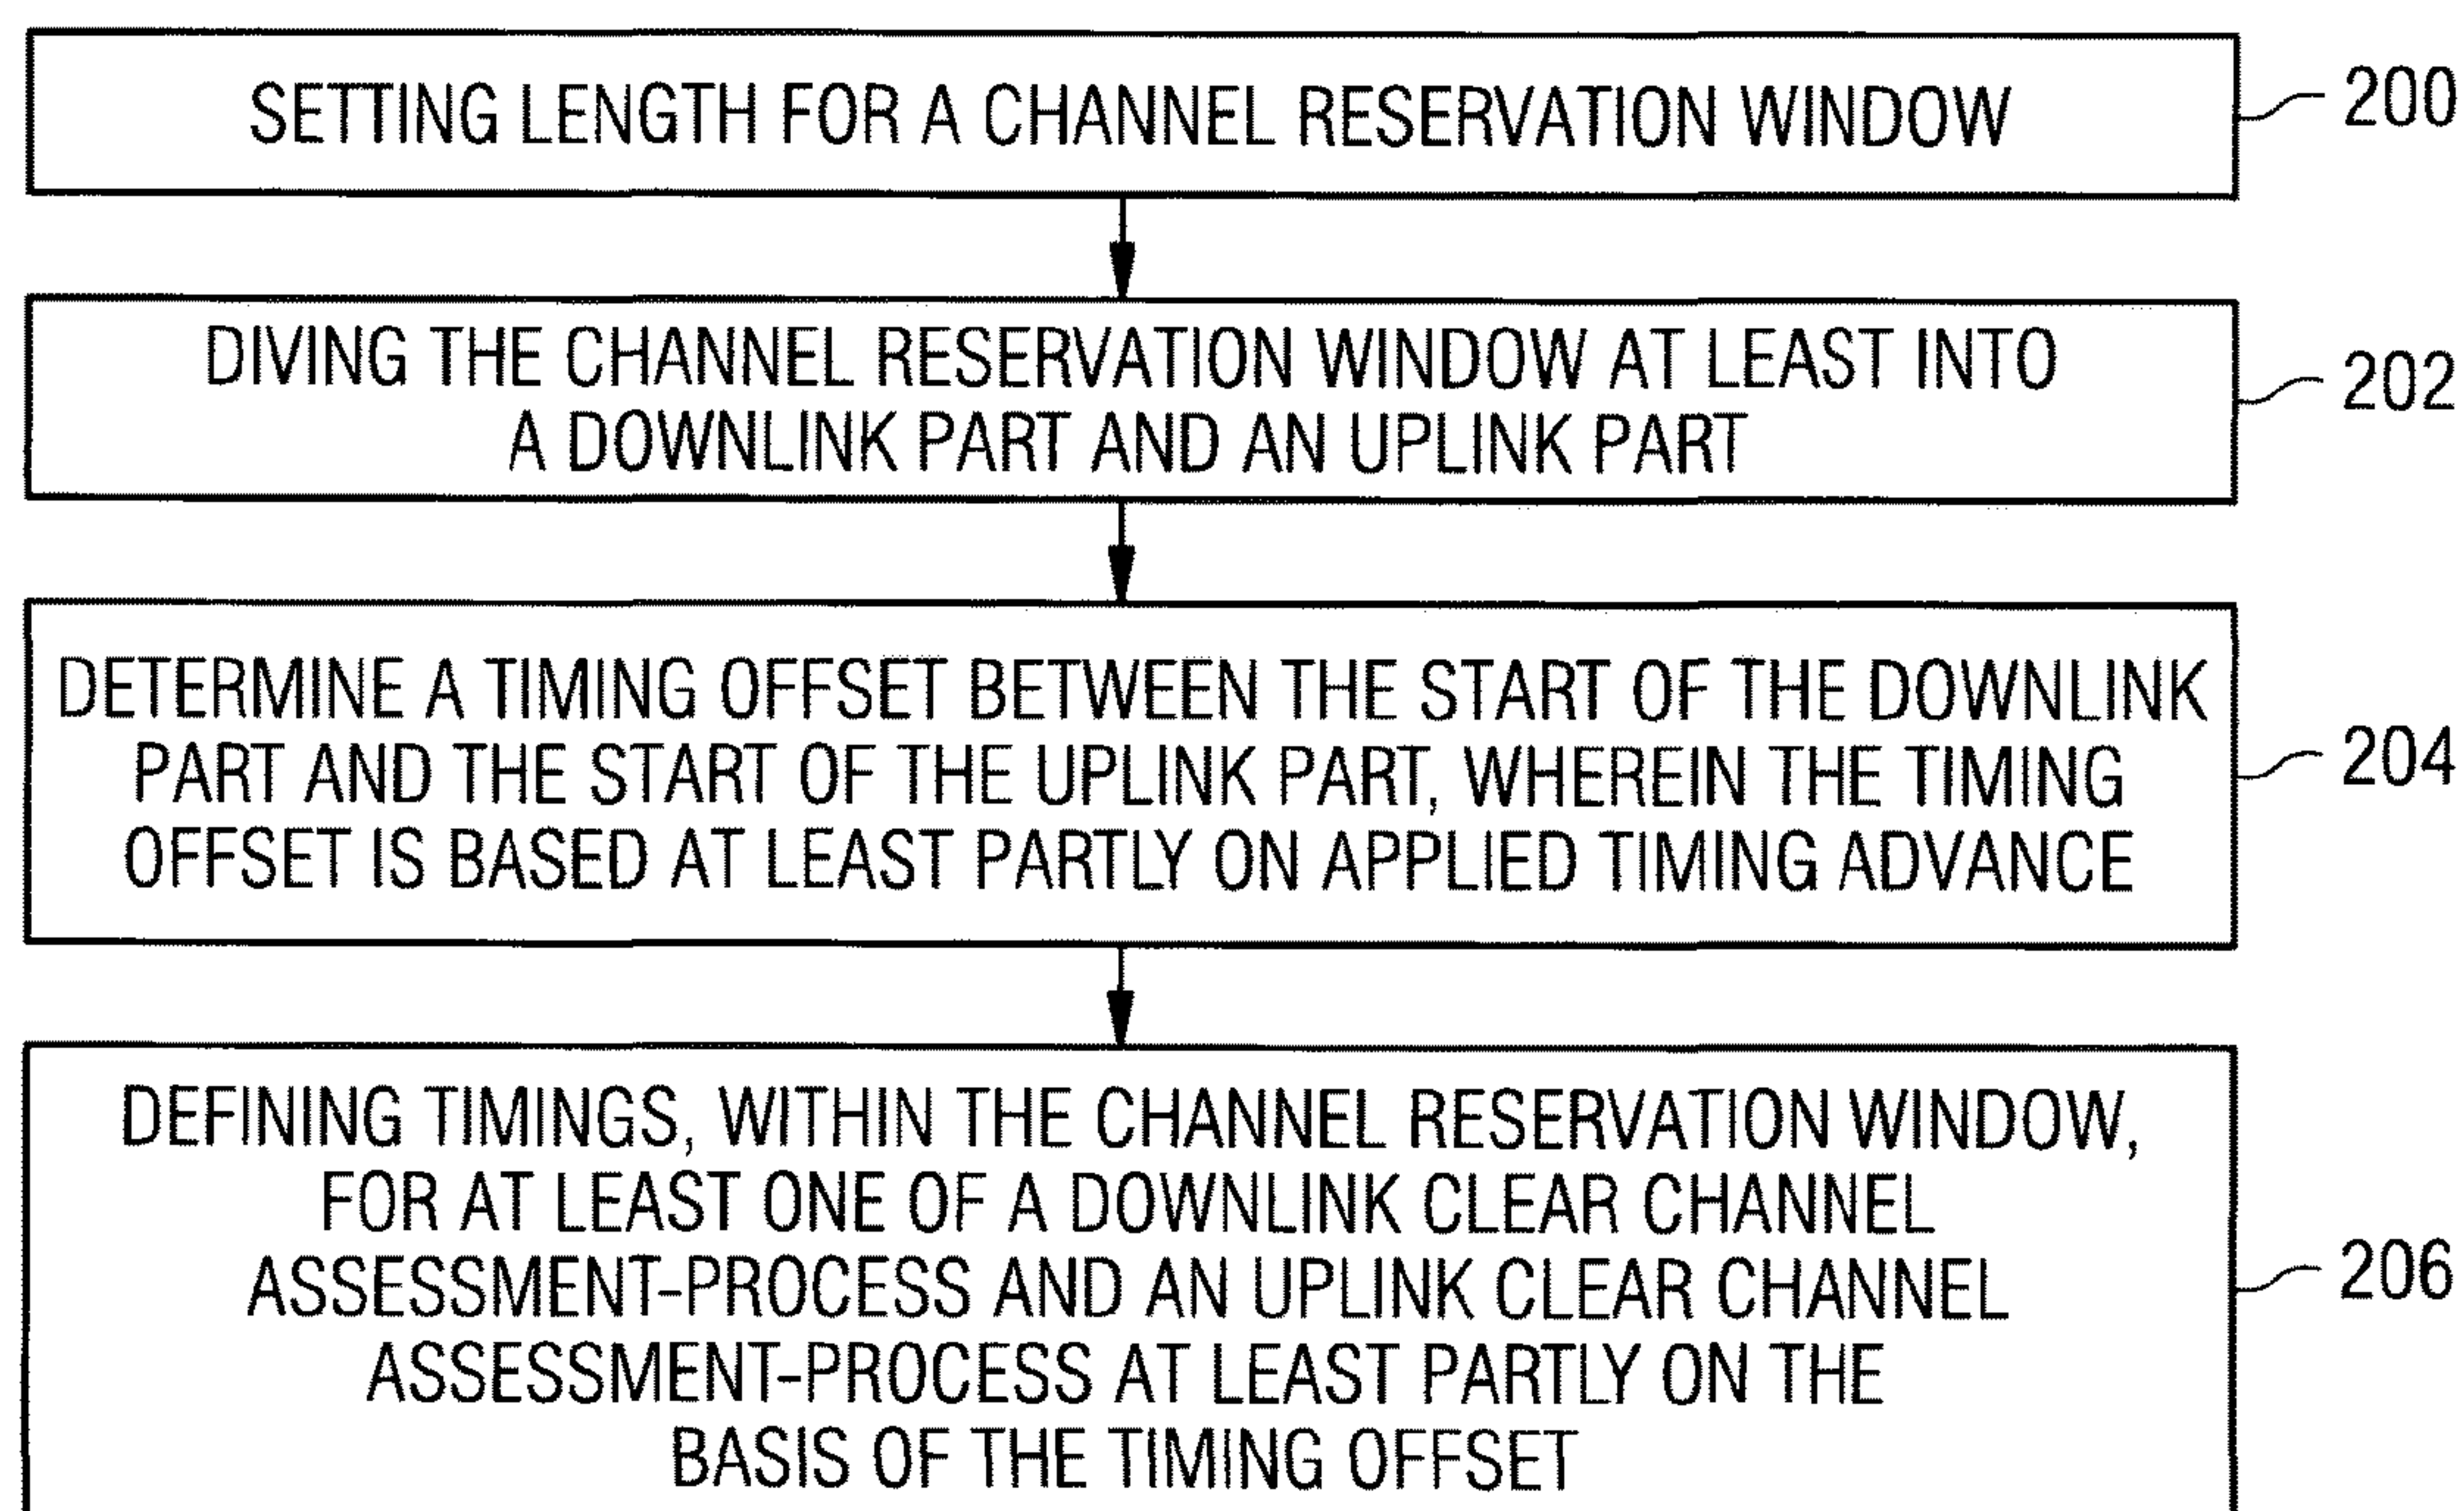 SETTING LENGTH FOR A CHANNEL RESERVATION WINDOW
200
DIVING THE CHANNEL RESERVATION WINDOW AT LEAST INTO
A DOWNLINK PART AND AN UPLINK PART
202
DETERMINE A TIMING OFFSET BETWEEN THE START OF THE DOWNLINK
PART AND THE START OF THE UPLINK PART, WHEREIN THE TIMING
OFFSET IS BASED AT LEAST PARTLY ON APPLIED TIMING ADVANCE
204
DEFINING TIMINGS, WITHIN THE CHANNEL RESERVATION WINDOW,
FOR AT LEAST ONE OF A DOWNLINK CLEAR CHANNEL
ASSESSMENT-PROCESS AND AN UPLINK CLEAR CHANNEL
ASSESSMENT-PROCESS AT LEAST PARTLY ON THE
BASIS OF THE TIMING OFFSET
206